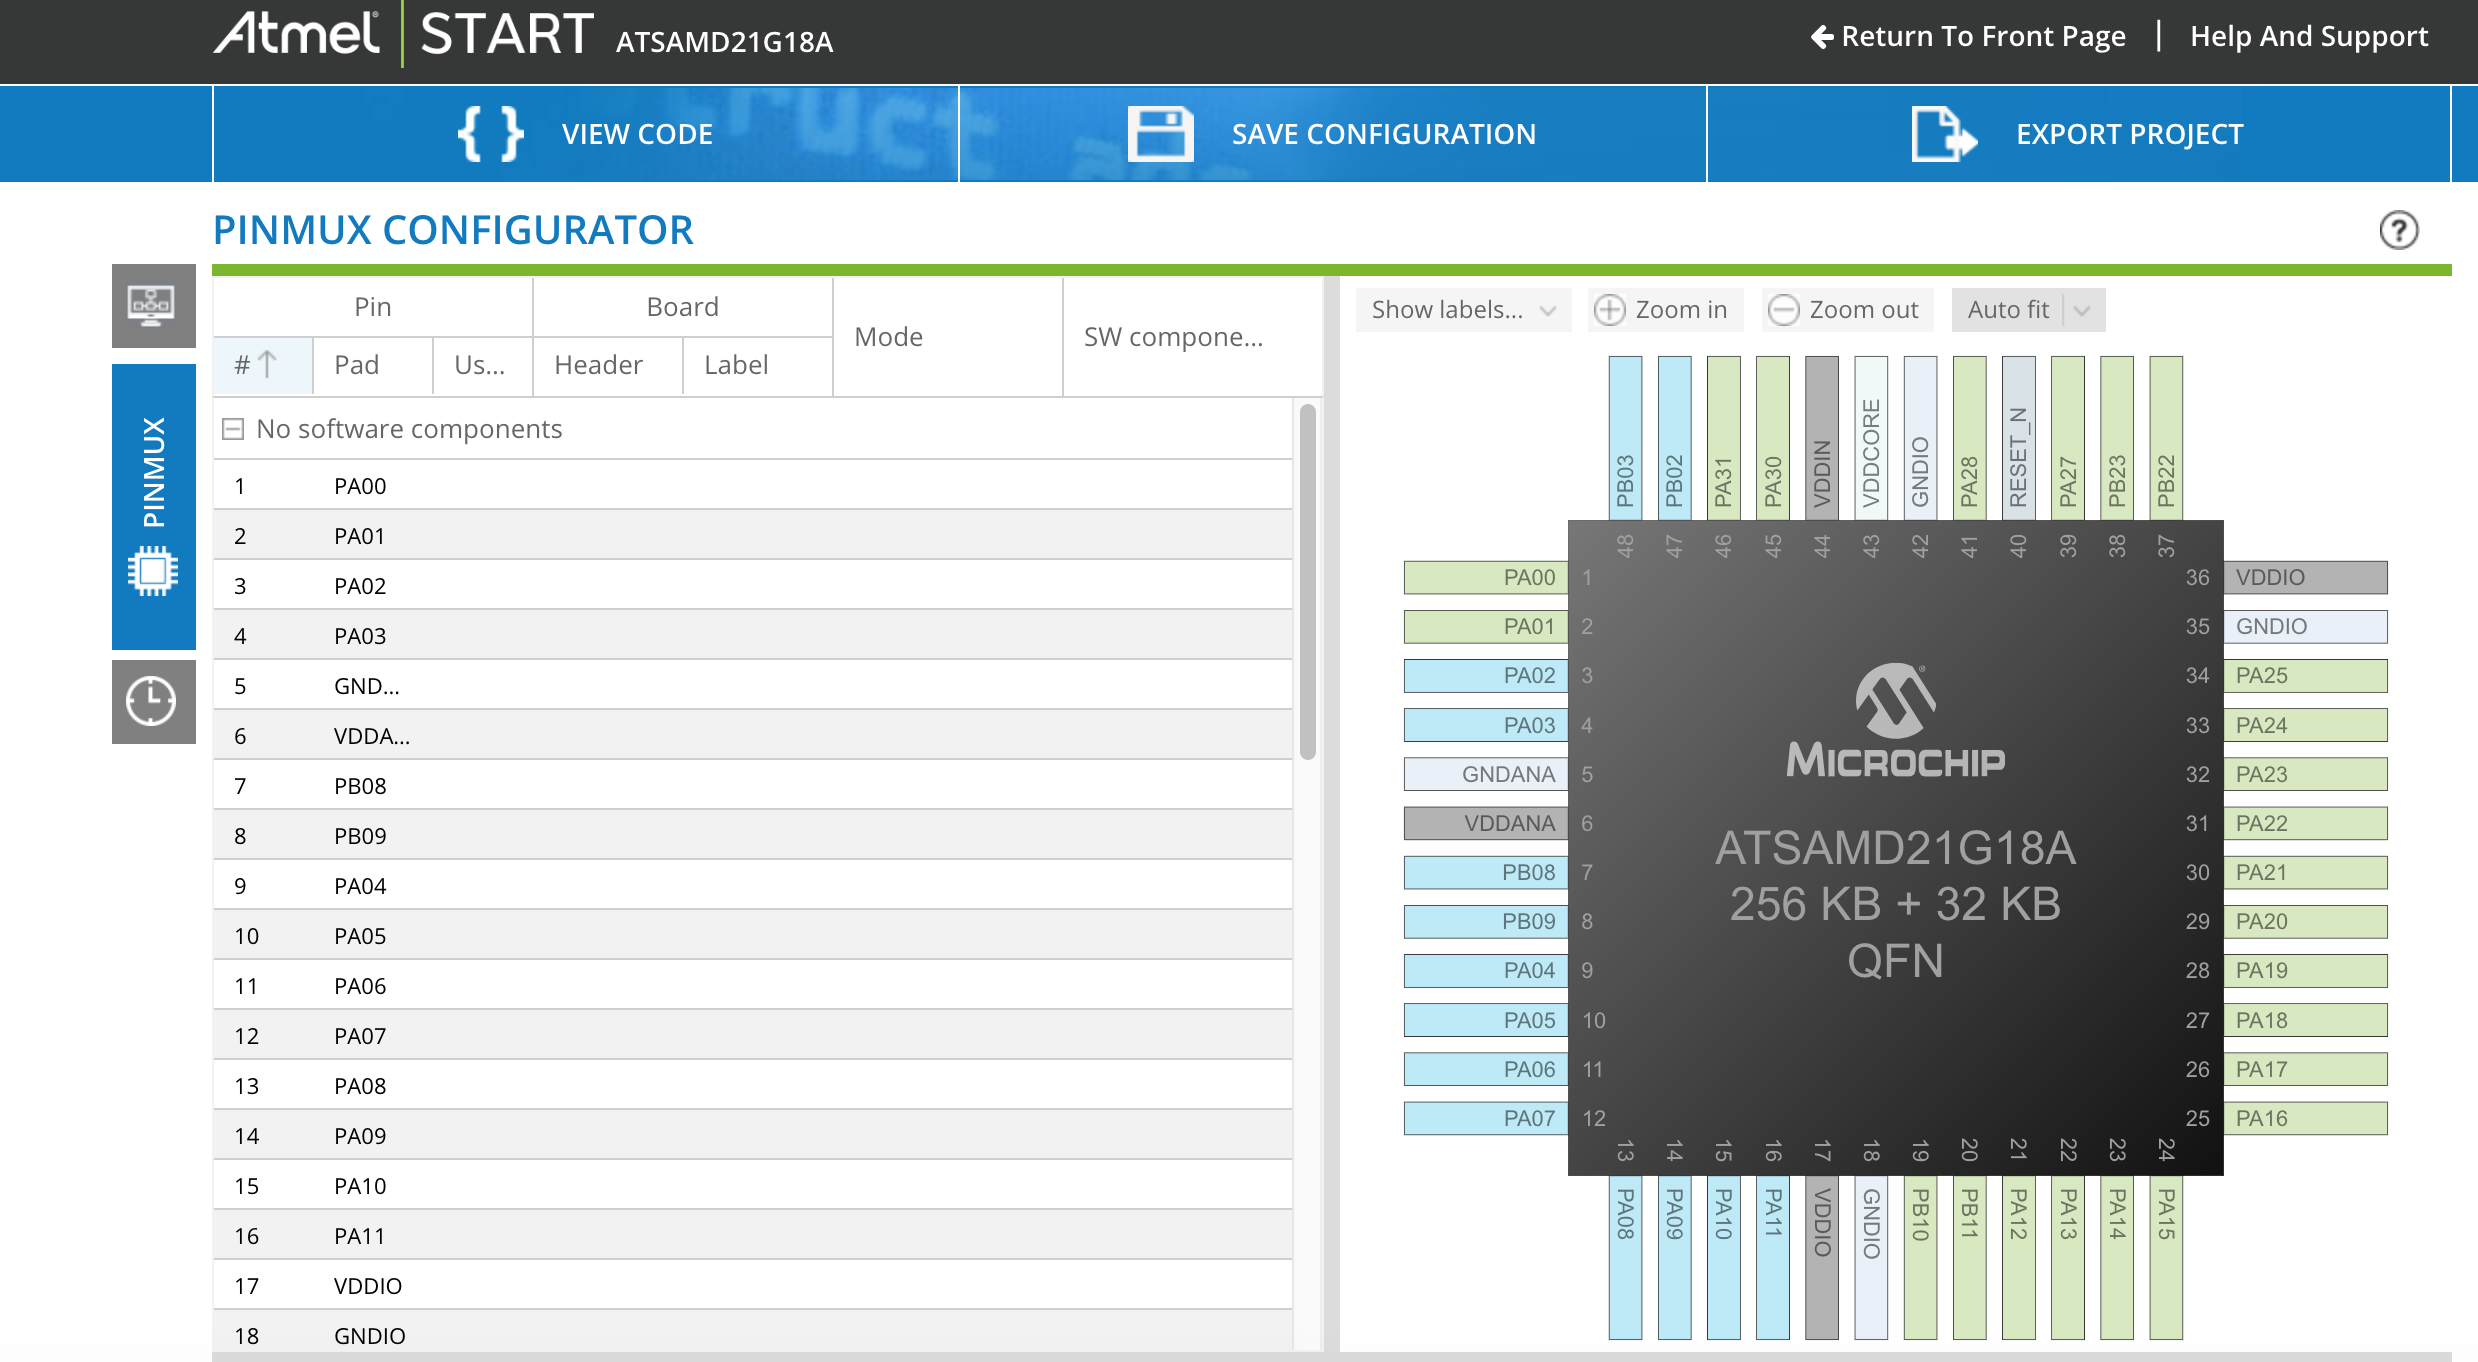 Atmel START ATSAMD21G18A
Return To Front Page | Help And Support
{ } VIEW CODE
SAVE CONFIGURATION
EXPORT PROJECT
PINMUX CONFIGURATOR
?
PINMUX
Pin
Board
Mode
SW compone...
#
Pad
Us...
Header
Label
No software components
1 PA00
2 PA01
3 PA02
4 PA03
5 GND...
6 VDDA...
7 PB08
8 PB09
9 PA04
10 PA05
11 PA06
12 PA07
13 PA08
14 PA09
15 PA10
16 PA11
17 VDDIO
18 GNDIO
Show labels...
Zoom in
Zoom out
Auto fit
PB03 48
PB02 47
PA31 46
PA30 45
VDDIN 44
VDDCORE 43
GNDIO 42
PA28 41
RESET_N 40
PA27 39
PB23 38
PB22 37
PA00 1
PA01 2
PA02 3
PA03 4
GNDANA 5
VDDANA 6
PB08 7
PB09 8
PA04 9
PA05 10
PA06 11
PA07 12
MICROCHIP
ATSAMD21G18A
256 KB + 32 KB
QFN
36 VDDIO
35 GNDIO
34 PA25
33 PA24
32 PA23
31 PA22
30 PA21
29 PA20
28 PA19
27 PA18
26 PA17
25 PA16
13 PA08
14 PA09
15 PA10
16 PA11
17 VDDIO
18 GNDIO
19 PB10
20 PB11
21 PA12
22 PA13
23 PA14
24 PA15